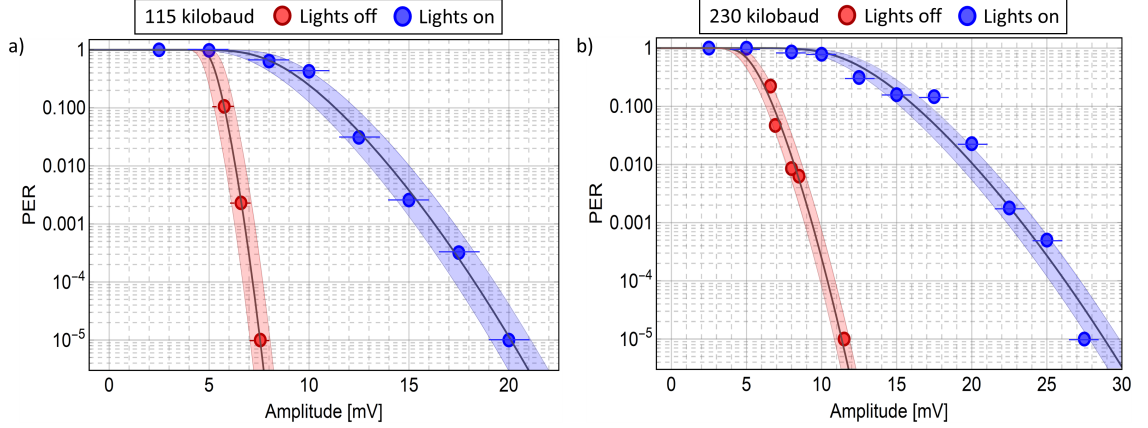 115 kilobaud Lights off Lights on
a)
1
0.100
0.010
0.001
10⁻⁴
10⁻⁵
PER
0 5 10 15 20
Amplitude [mV]
230 kilobaud Lights off Lights on
b)
1
0.100
0.010
0.001
10⁻⁴
10⁻⁵
PER
0 5 10 15 20 25 30
Amplitude [mV]